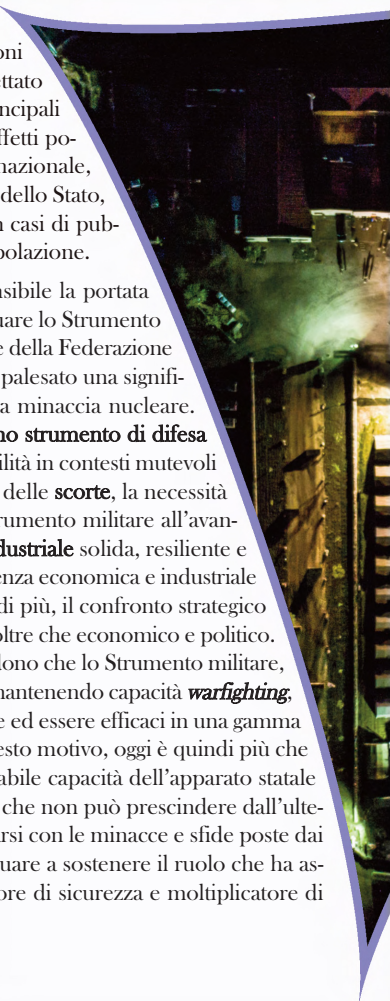 oni
ettato
ncipali
ffetti po-
nazionale,
dello Stato,
n casi di pub-
polazione.
nsibile la portata
uare lo Strumento
e della Federazione
palesato una signifi-
a minaccia nucleare.
no strumento di difesa
ilità in contesti mutevoli
delle scorte, la necessità
rumento militare all’avan-
dustriale solida, resiliente e
enza economica e industriale
di più, il confronto strategico
oltre che economico e politico.
dono che lo Strumento militare,
mantenendo capacità warfighting,
e ed essere efficaci in una gamma
esto motivo, oggi è quindi più che
abile capacità dell’apparato statale
che non può prescindere dall’ulte-
arsi con le minacce e sfide poste dai
uare a sostenere il ruolo che ha as-
ore di sicurezza e moltiplicatore di